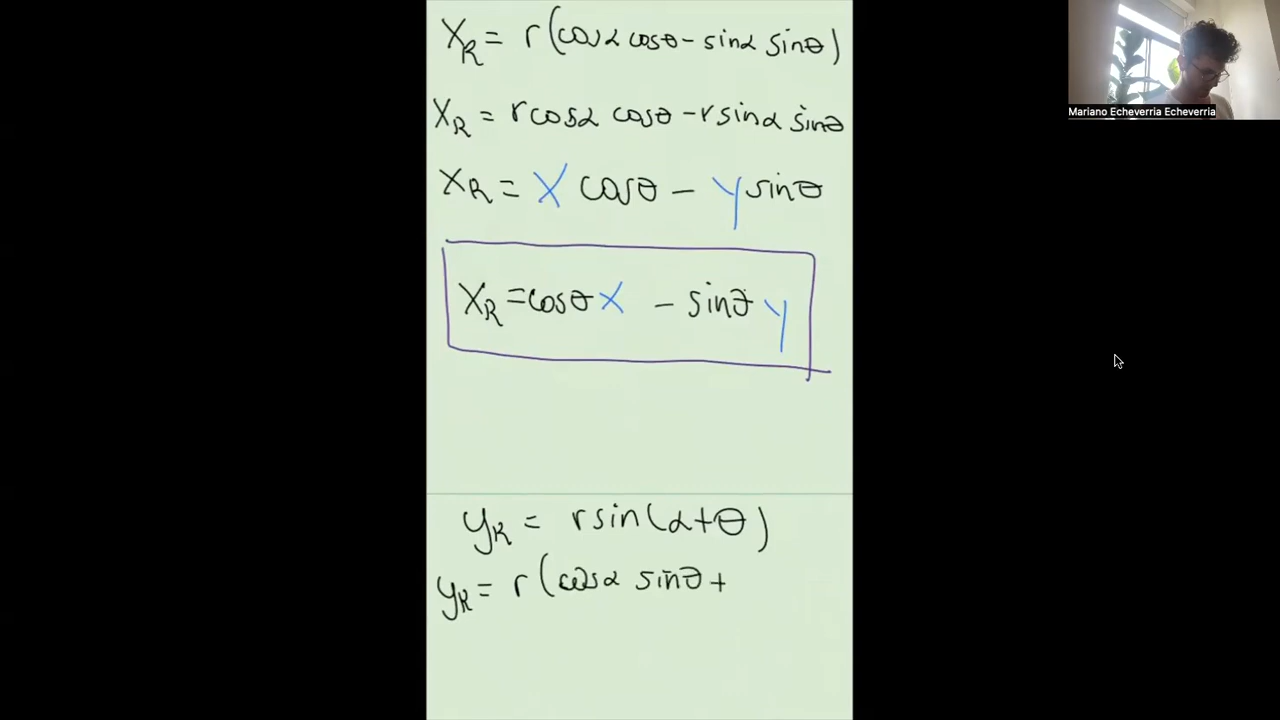 X_R = r(cosα cosθ - sinα sinθ)
X_R = rcosα cosθ - rsinα sinθ
X_R = X cosθ - y sinθ
X_R = cosθ X - sinθ y
y_R = rsin(α+θ)
y_R = r(cosα sinθ +
Mariano Echeverria Echeverria